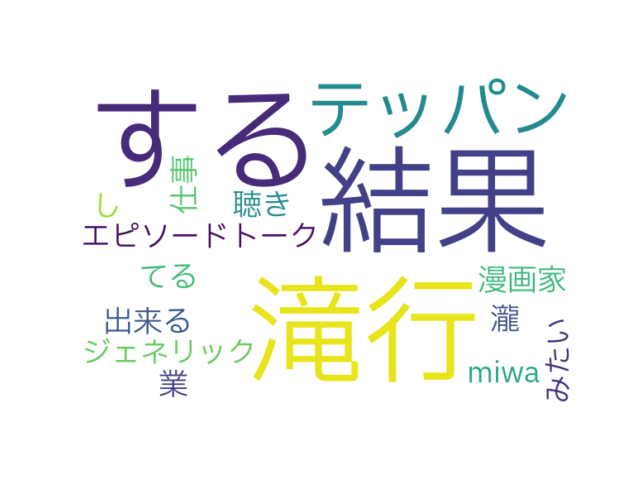 する
テッパン
結果
仕事
し
聴き
エピソードトーク
てる
滝行
漫画家
出来る
瀧
みたい
ジェネリック
業
miwa